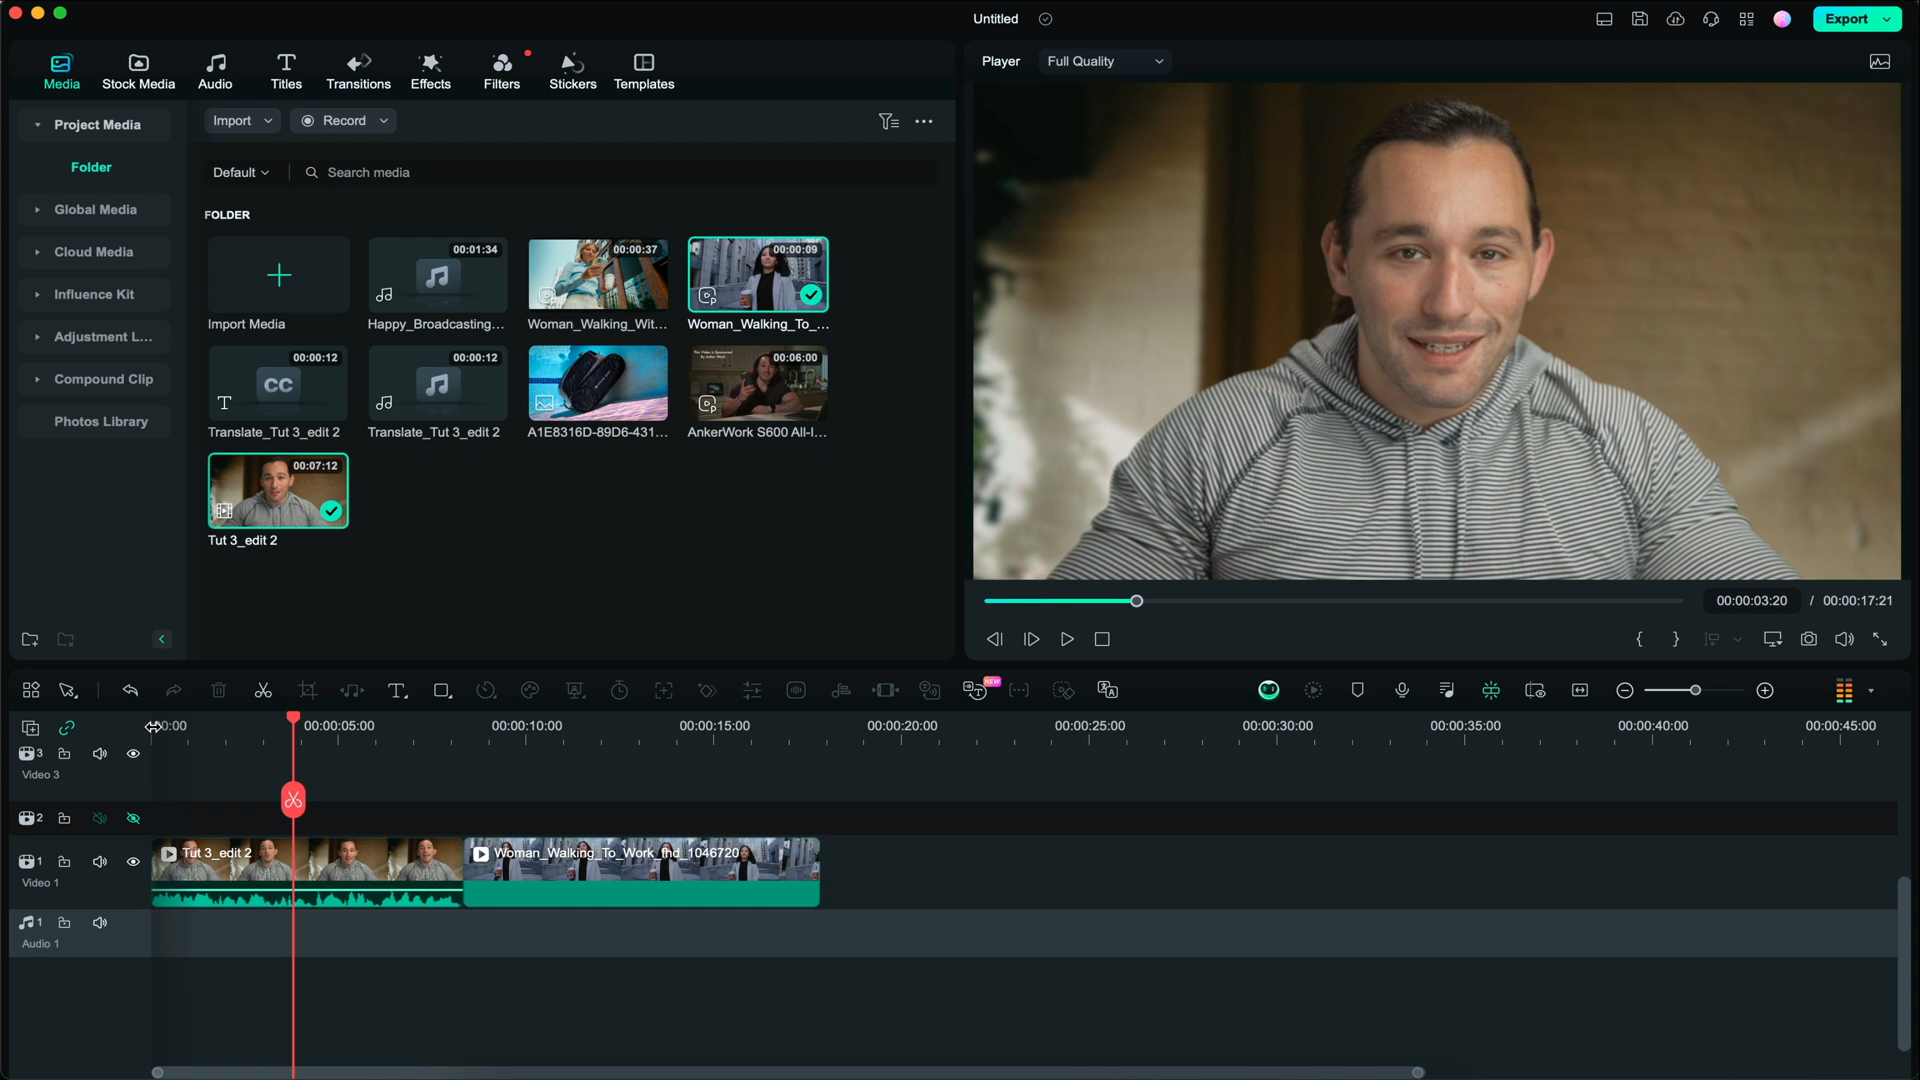 Untitled
Export
Media
Stock Media
Audio
Titles
Transitions
Effects
Filters
Stickers
Templates
Player
Full Quality
Project Media
Import
Record
Folder
Default
Search media
Global Media
FOLDER
Cloud Media
00:01:34
00:00:37
00:00:09
Influence Kit
Import Media
Happy_Broadcasting...
Woman_Walking_Wit...
Woman_Walking_To_...
Adjustment L...
00:00:12
00:00:12
00:06:00
Compound Clip
CC
Photos Library
Translate_Tut 3_edit 2
Translate_Tut 3_edit 2
A1E8316D-89D6-431...
AnkerWork S600 All-I...
00:07:12
Tut 3_edit 2
00:00:03:20 / 00:00:17:21
NEW
00:00
00:00:05:00
00:00:10:00
00:00:15:00
00:00:20:00
00:00:25:00
00:00:30:00
00:00:35:00
00:00:40:00
00:00:45:00
3
Video 3
2
Tut 3_edit 2
Woman_Walking_To_Work_fhd_1046720
1
Video 1
1
Audio 1